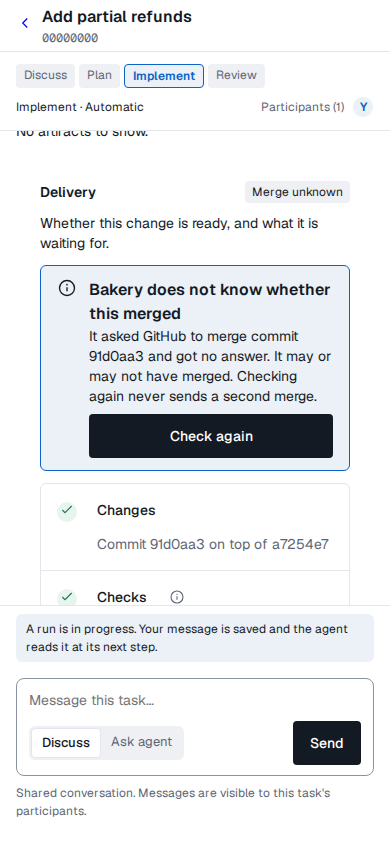 Add partial refunds
00000000
Discuss Plan Implement Review
Implement · Automatic Participants (1) Y
No artifacts to show.
Delivery Merge unknown
Whether this change is ready, and what it is
waiting for.
Bakery does not know whether
this merged
It asked GitHub to merge commit
91d0aa3 and got no answer. It may or
may not have merged. Checking
again never sends a second merge.
Check again
Changes
Commit 91d0aa3 on top of a7254e7
Checks
A run is in progress. Your message is saved and the agent
reads it at its next step.
Message this task...
Discuss Ask agent Send
Shared conversation. Messages are visible to this task's
participants.